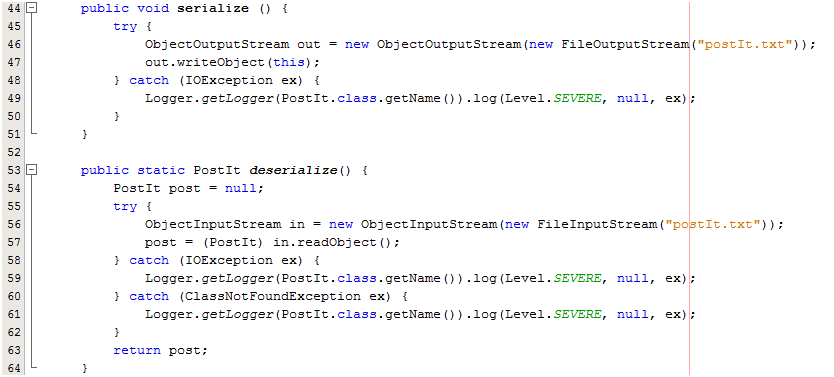 44 public void serialize () {
45 try {
46 ObjectOutputStream out = new ObjectOutputStream(new FileOutputStream("postIt.txt"));
47 out.writeObject(this);
48 } catch (IOException ex) {
49 Logger.getLogger(PostIt.class.getName()).log(Level.SEVERE, null, ex);
50 }
51 }
52
53 public static PostIt deserialize() {
54 PostIt post = null;
55 try {
56 ObjectInputStream in = new ObjectInputStream(new FileInputStream("postIt.txt"));
57 post = (PostIt) in.readObject();
58 } catch (IOException ex) {
59 Logger.getLogger(PostIt.class.getName()).log(Level.SEVERE, null, ex);
60 } catch (ClassNotFoundException ex) {
61 Logger.getLogger(PostIt.class.getName()).log(Level.SEVERE, null, ex);
62 }
63 return post;
64 }